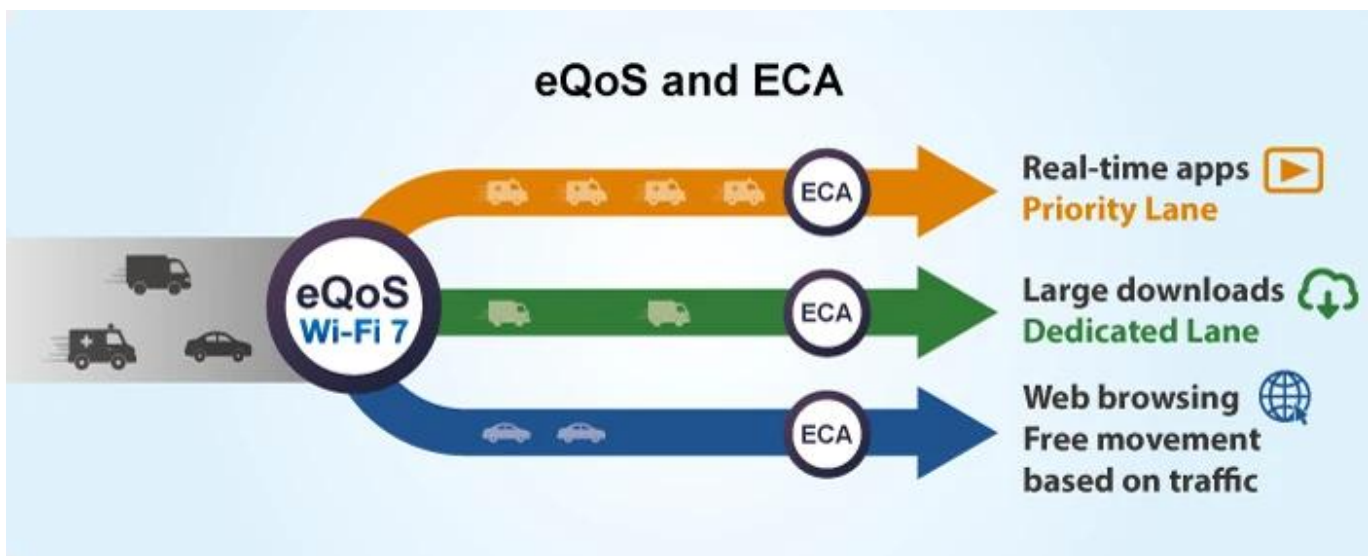 eQoS and ECA
eQoS
Wi-Fi 7
ECA
Real-time apps
Priority Lane
ECA
Large downloads
Dedicated Lane
ECA
Web browsing
Free movement
based on traffic